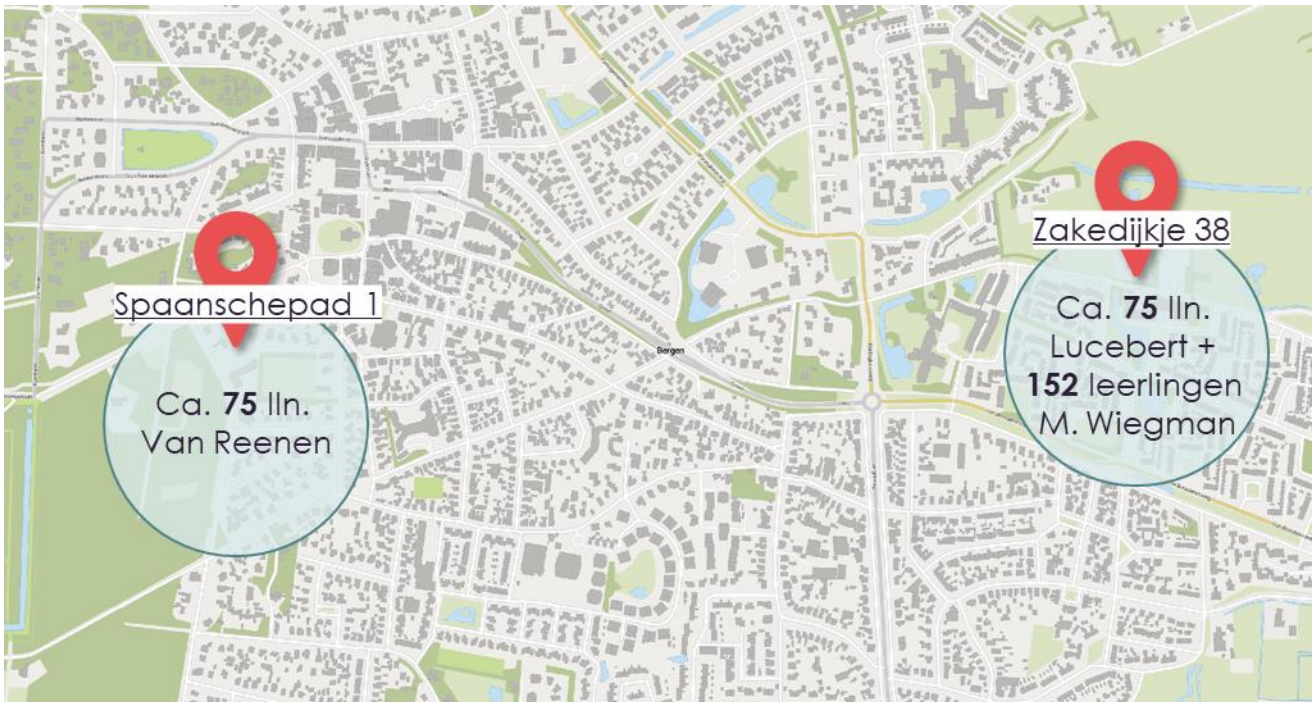 Spaanschepad 1
Ca. 75 lln.
Van Reenen
Bergen
Zakedijkje 38
Ca. 75 lln.
Lucebert +
152 leerlingen
M. Wiegman